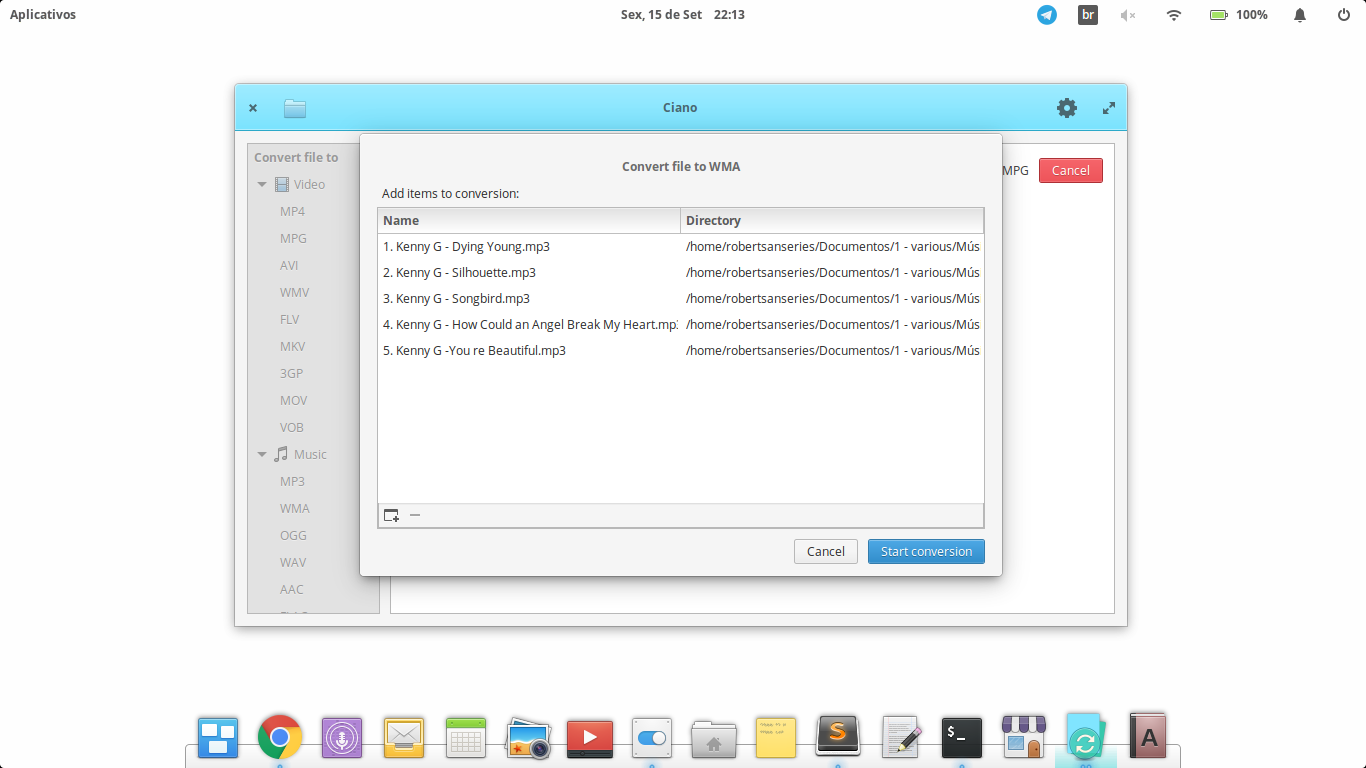 Aplicativos
Sex, 15 de Set 22:13
br
100%
Ciano
Convert file to
Video
MP4
MPG
AVI
WMV
FLV
MKV
3GP
MOV
VOB
Music
MP3
WMA
OGG
WAV
AAC
MPG
Cancel
Convert file to WMA
Add items to conversion:
Name Directory
1. Kenny G - Dying Young.mp3 /home/robertsanseries/Documentos/1 - various/Mús
2. Kenny G - Silhouette.mp3 /home/robertsanseries/Documentos/1 - various/Mús
3. Kenny G - Songbird.mp3 /home/robertsanseries/Documentos/1 - various/Mús
4. Kenny G - How Could an Angel Break My Heart.mp3 /home/robertsanseries/Documentos/1 - various/Mús
5. Kenny G -You re Beautiful.mp3 /home/robertsanseries/Documentos/1 - various/Mús
Cancel
Start conversion
S
$_
A